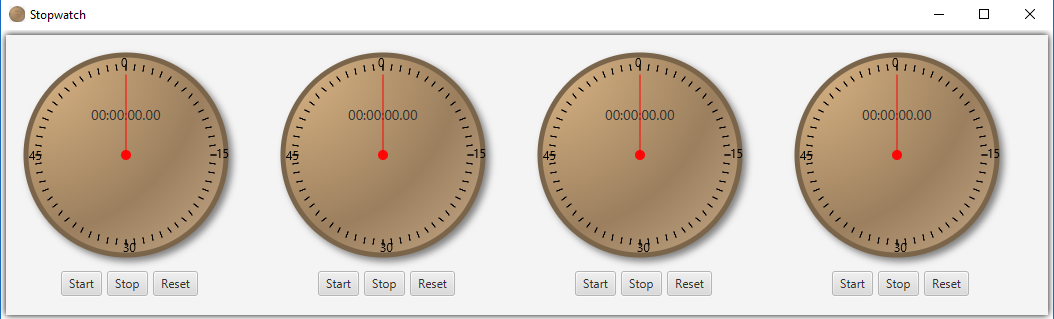 Stopwatch
0 0 0 0
00:00:00.00 00:00:00.00 00:00:00.00 00:00:00.00
45 15 45 15 45 15 45 15
30 30 30 30
Start Stop Reset Start Stop Reset Start Stop Reset Start Stop Reset